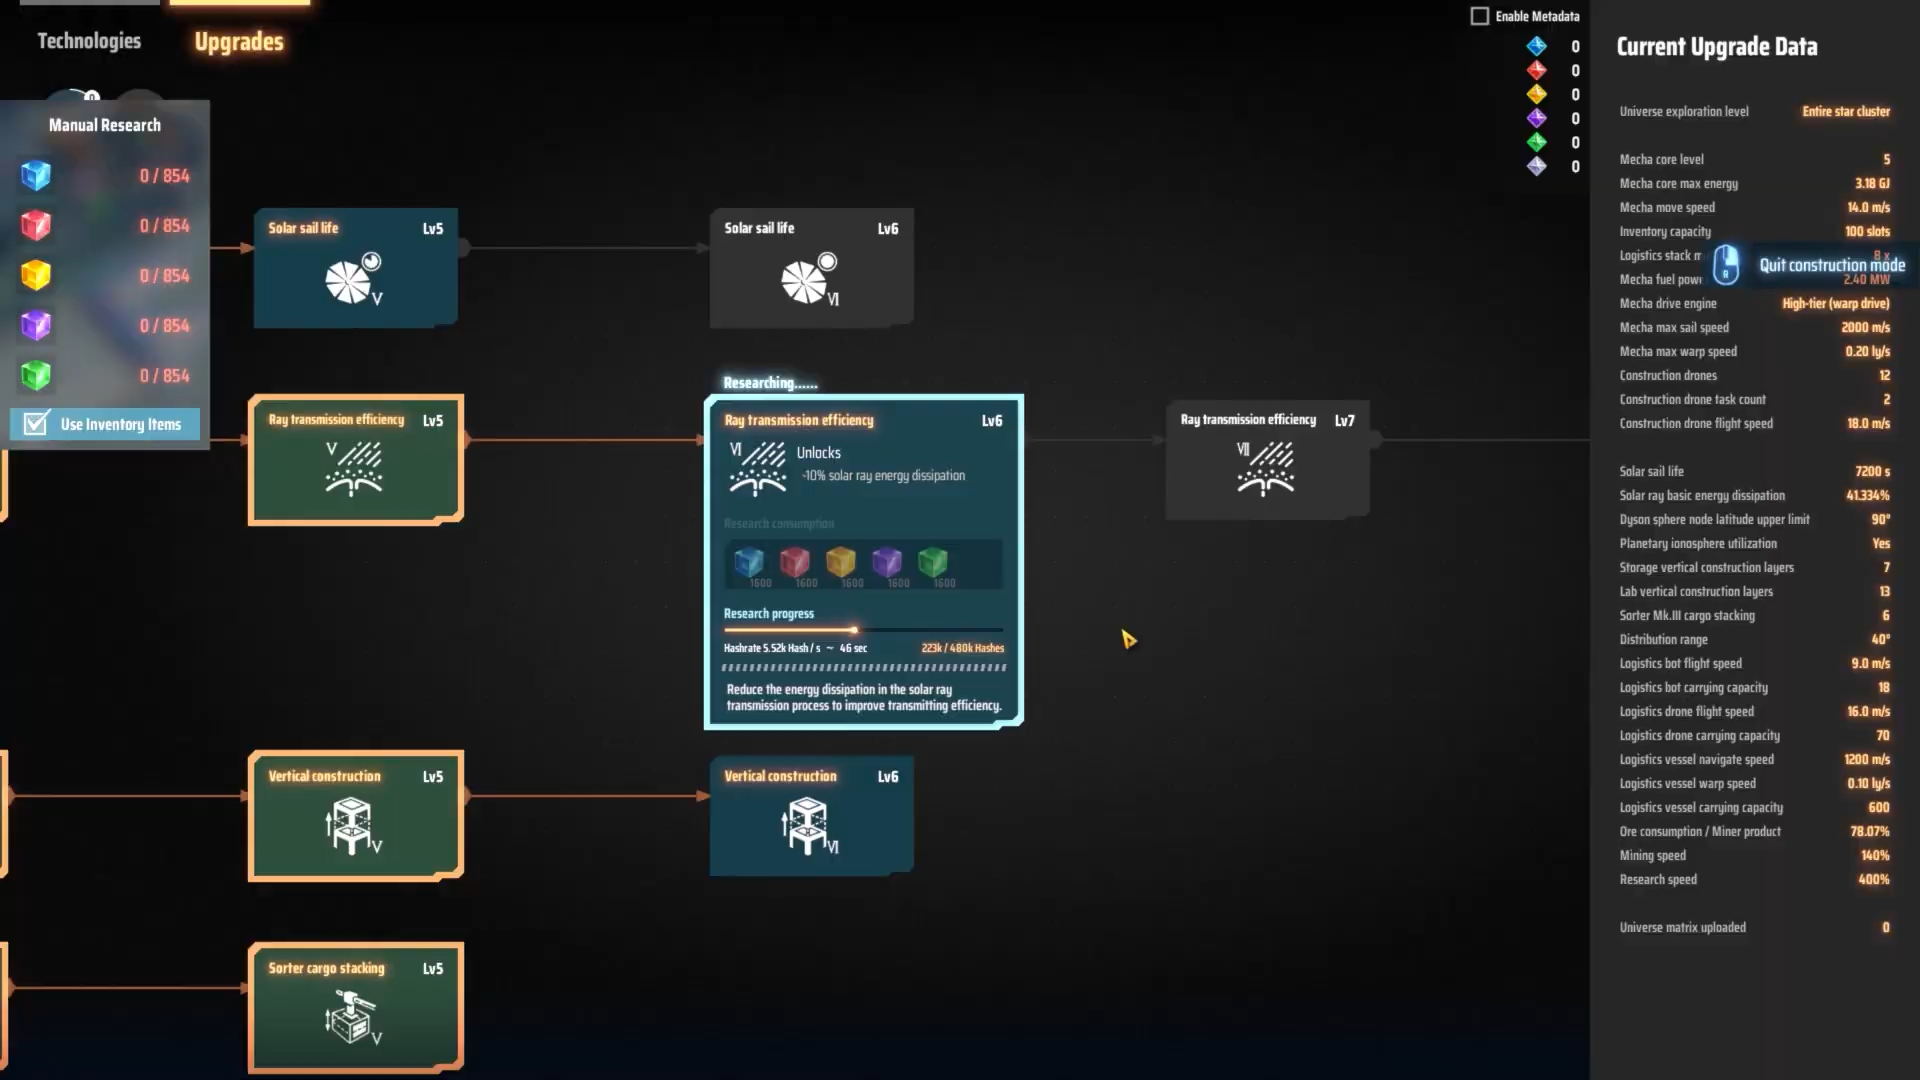 Technologies
Upgrades
Enable Metadata
0
0
0
0
0
0
Manual Research
0 / 854
0 / 854
0 / 854
0 / 854
0 / 854
Use Inventory Items
Solar sail life Lv5
V
Solar sail life Lv6
VI
Ray transmission efficiency Lv5
V
Researching......
Ray transmission efficiency Lv6
VI
Unlocks
-10% solar ray energy dissipation
Research consumption
1600 1600 1600 1600 1600
Research progress
Hashrate 5.52k Hash / s ~ 46 sec 223k / 480k Hashes
Reduce the energy dissipation in the solar ray
transmission process to improve transmitting efficiency.
Ray transmission efficiency Lv7
VII
Vertical construction Lv5
V
Vertical construction Lv6
VI
Sorter cargo stacking Lv5
V
Current Upgrade Data
Universe exploration level Entire star cluster
Mecha core level 5
Mecha core max energy 3.18 GJ
Mecha move speed 14.0 m/s
Inventory capacity 100 slots
Logistics stack 8 x
R Quit construction mode
Mecha fuel 2.40 MW
Mecha drive engine High-tier (warp drive)
Mecha max sail speed 2000 m/s
Mecha max warp speed 0.20 ly/s
Construction drones 12
Construction drone task count 2
Construction drone flight speed 18.0 m/s
Solar sail life 7200 s
Solar ray basic energy dissipation 41.334%
Dyson sphere node latitude upper limit 90°
Planetary ionosphere utilization Yes
Storage vertical construction layers 7
Lab vertical construction layers 13
Sorter Mk.III cargo stacking 6
Distribution range 40°
Logistics bot flight speed 9.0 m/s
Logistics bot carrying capacity 18
Logistics drone flight speed 16.0 m/s
Logistics drone carrying capacity 70
Logistics vessel navigate speed 1200 m/s
Logistics vessel warp speed 0.10 ly/s
Logistics vessel carrying capacity 600
Ore consumption / Miner product 78.07%
Mining speed 140%
Research speed 400%
Universe matrix uploaded 0